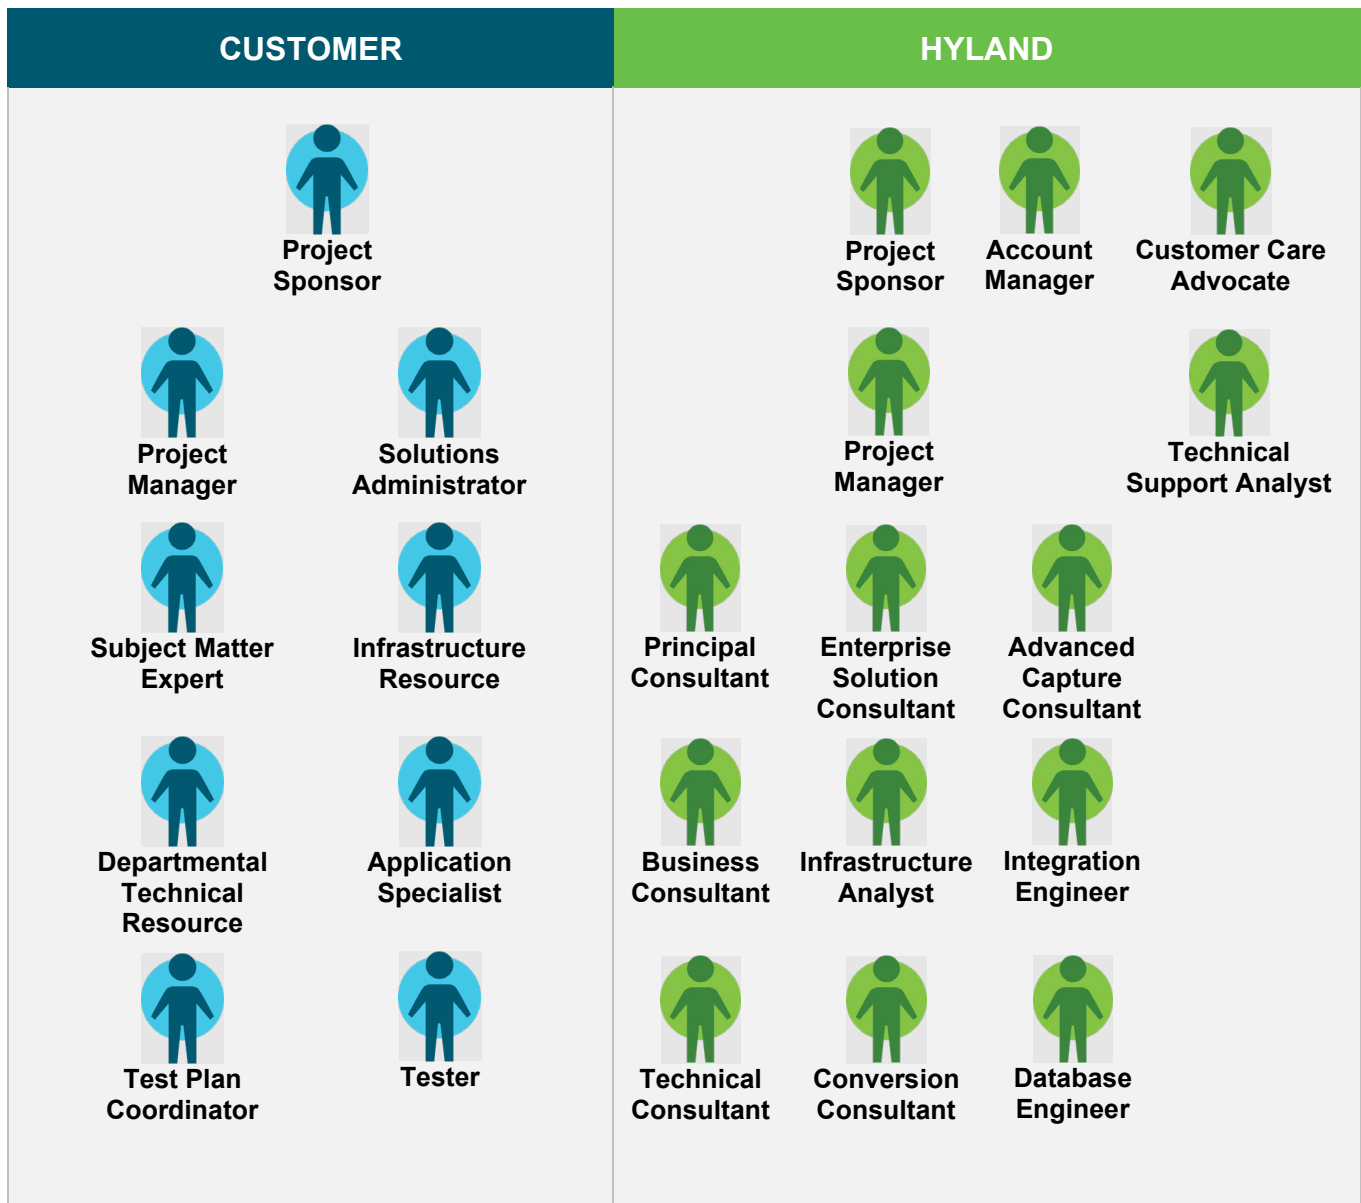 CUSTOMER
HYLAND
Project
Sponsor
Project
Sponsor
Account
Manager
Customer Care
Advocate
Project
Manager
Solutions
Administrator
Project
Manager
Technical
Support Analyst
Subject Matter
Expert
Infrastructure
Resource
Principal
Consultant
Enterprise
Solution
Consultant
Advanced
Capture
Consultant
Departmental
Technical
Resource
Application
Specialist
Business
Consultant
Infrastructure
Analyst
Integration
Engineer
Test Plan
Coordinator
Tester
Technical
Consultant
Conversion
Consultant
Database
Engineer